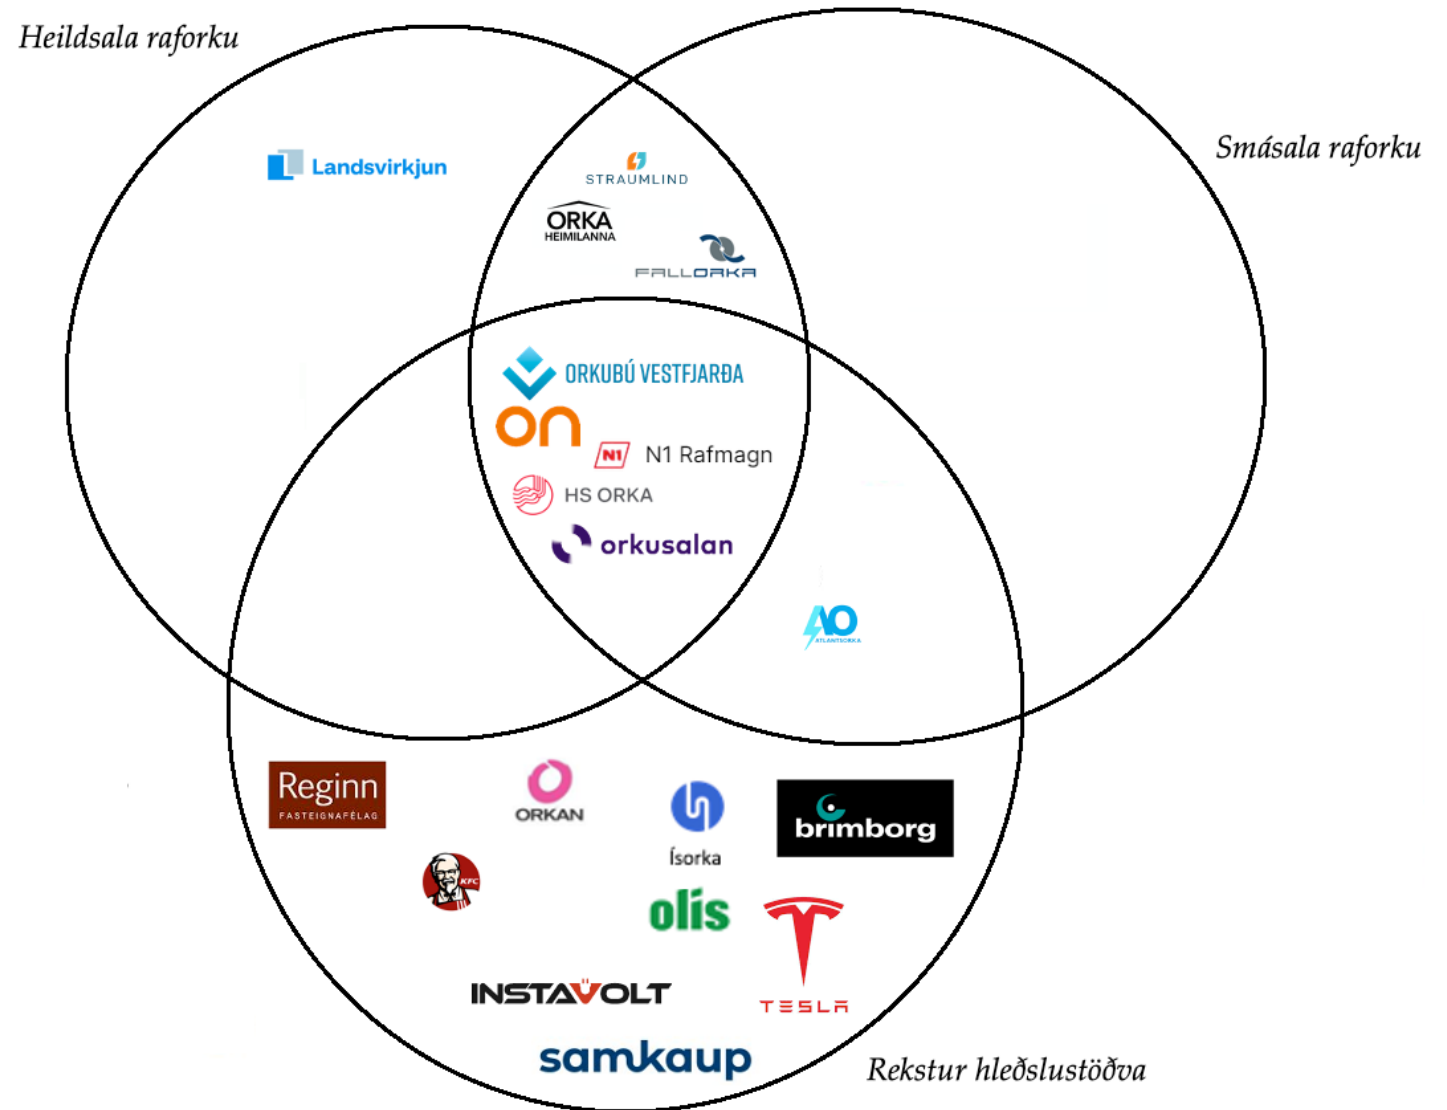 Heildsala raforku
Smásala raforku
Landsvirkjun
STRAUMLIND
ORKA
HEIMILANNA
FALLORKA
ORKUBÚ VESTFJARÐA
on
N1 N1 Rafmagn
HS ORKA
orkusalan
AO
ATLANTSORKA
Reginn
FASTEIGNAFÉLAG
ORKAN
Ísorka
brimborg
KFC
olís
TESLA
INSTAVOLT
samkaup
Rekstur hleðslustöðva